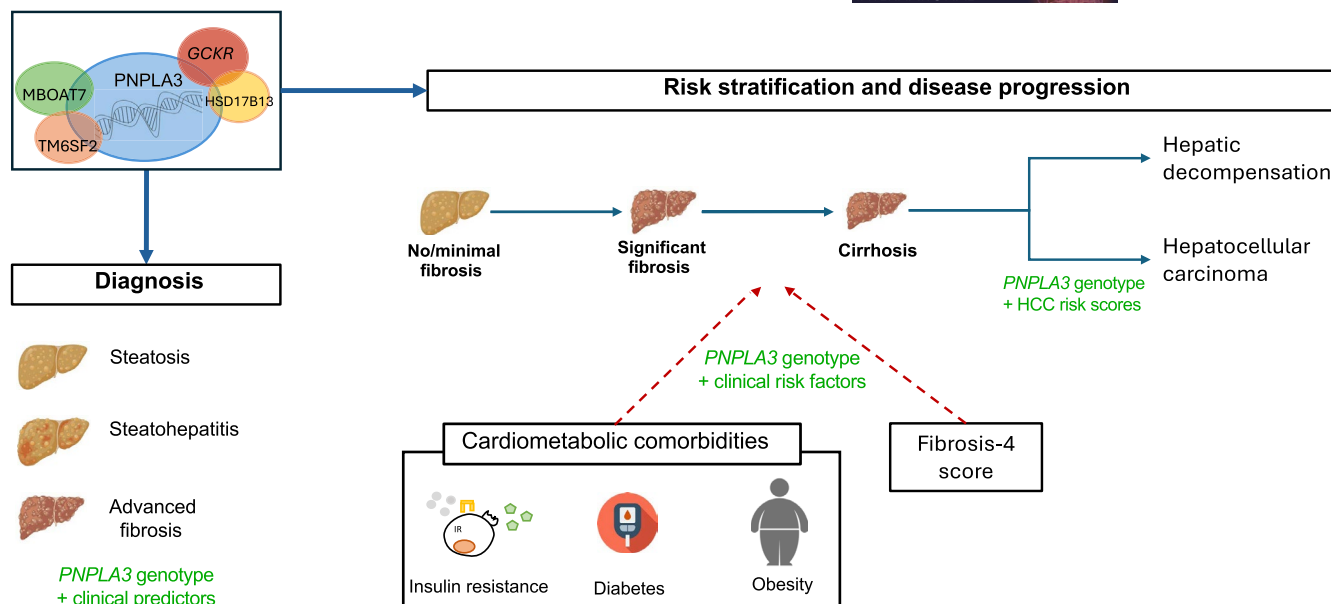 GCKR
PNPLA3
MBOAT7
HSD17B13
TM6SF2
Risk stratification and disease progression
Hepatic
decompensation
No/minimal
fibrosis
Significant
fibrosis
Cirrhosis
Hepatocellular
carcinoma
PNPLA3 genotype
+ HCC risk scores
Diagnosis
Steatosis
Steatohepatitis
Advanced
fibrosis
PNPLA3 genotype
+ clinical predictors
PNPLA3 genotype
+ clinical risk factors
Cardiometabolic comorbidities
Fibrosis-4
score
IR
Insulin resistance
Diabetes
Obesity